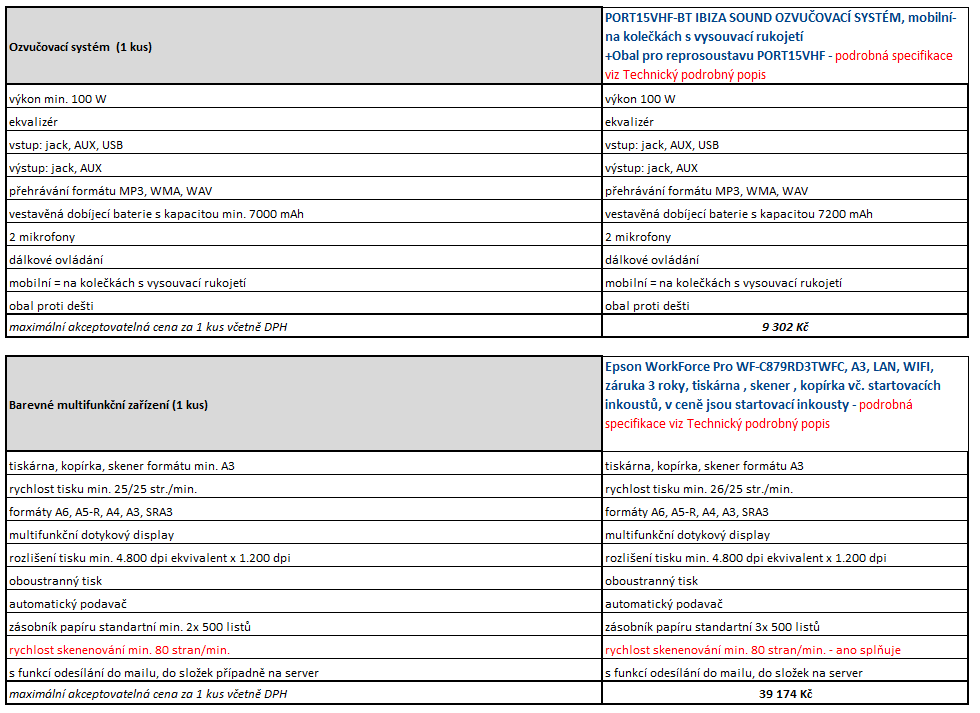 Ozvučovací systém (1 kus)
PORT15VHF-BT IBIZA SOUND OZVUČOVACÍ SYSTÉM, mobilní-
na kolečkách s vysouvací rukojetí
+Obal pro reprosoustavu PORT15VHF - podrobná specifikace
viz Technický podrobný popis
výkon min. 100 W
výkon 100 W
ekvalizér
ekvalizér
vstup: jack, AUX, USB
vstup: jack, AUX, USB
výstup: jack, AUX
výstup: jack, AUX
přehrávání formátu MP3, WMA, WAV
přehrávání formátu MP3, WMA, WAV
vestavěná dobíjecí baterie s kapacitou min. 7000 mAh
vestavěná dobíjecí baterie s kapacitou 7200 mAh
2 mikrofony
2 mikrofony
dálkové ovládání
dálkové ovládání
mobilní = na kolečkách s vysouvací rukojetí
mobilní = na kolečkách s vysouvací rukojetí
obal proti dešti
obal proti dešti
maximální akceptovatelná cena za 1 kus včetně DPH
9 302 Kč
Barevné multifunkční zařízení (1 kus)
Epson WorkForce Pro WF-C879RD3TWFC, A3, LAN, WIFI,
záruka 3 roky, tiskárna , skener , kopírka vč. startovacích
inkoustů, v ceně jsou startovací inkousty - podrobná
specifikace viz Technický podrobný popis
tiskárna, kopírka, skener formátu min. A3
tiskárna, kopírka, skener formátu A3
rychlost tisku min. 25/25 str./min.
rychlost tisku min. 26/25 str./min.
formáty A6, A5-R, A4, A3, SRA3
formáty A6, A5-R, A4, A3, SRA3
multifunkční dotykový display
multifunkční dotykový display
rozlišení tisku min. 4.800 dpi ekvivalent x 1.200 dpi
rozlišení tisku min. 4.800 dpi ekvivalent x 1.200 dpi
oboustranný tisk
oboustranný tisk
automatický podavač
automatický podavač
zásobník papíru standartní min. 2x 500 listů
zásobník papíru standartní 3x 500 listů
rychlost skenenování min. 80 stran/min.
rychlost skenenování min. 80 stran/min. - ano splňuje
s funkcí odesílání do mailu, do složek případně na server
s funkcí odesílání do mailu, do složek na server
maximální akceptovatelná cena za 1 kus včetně DPH
39 174 Kč